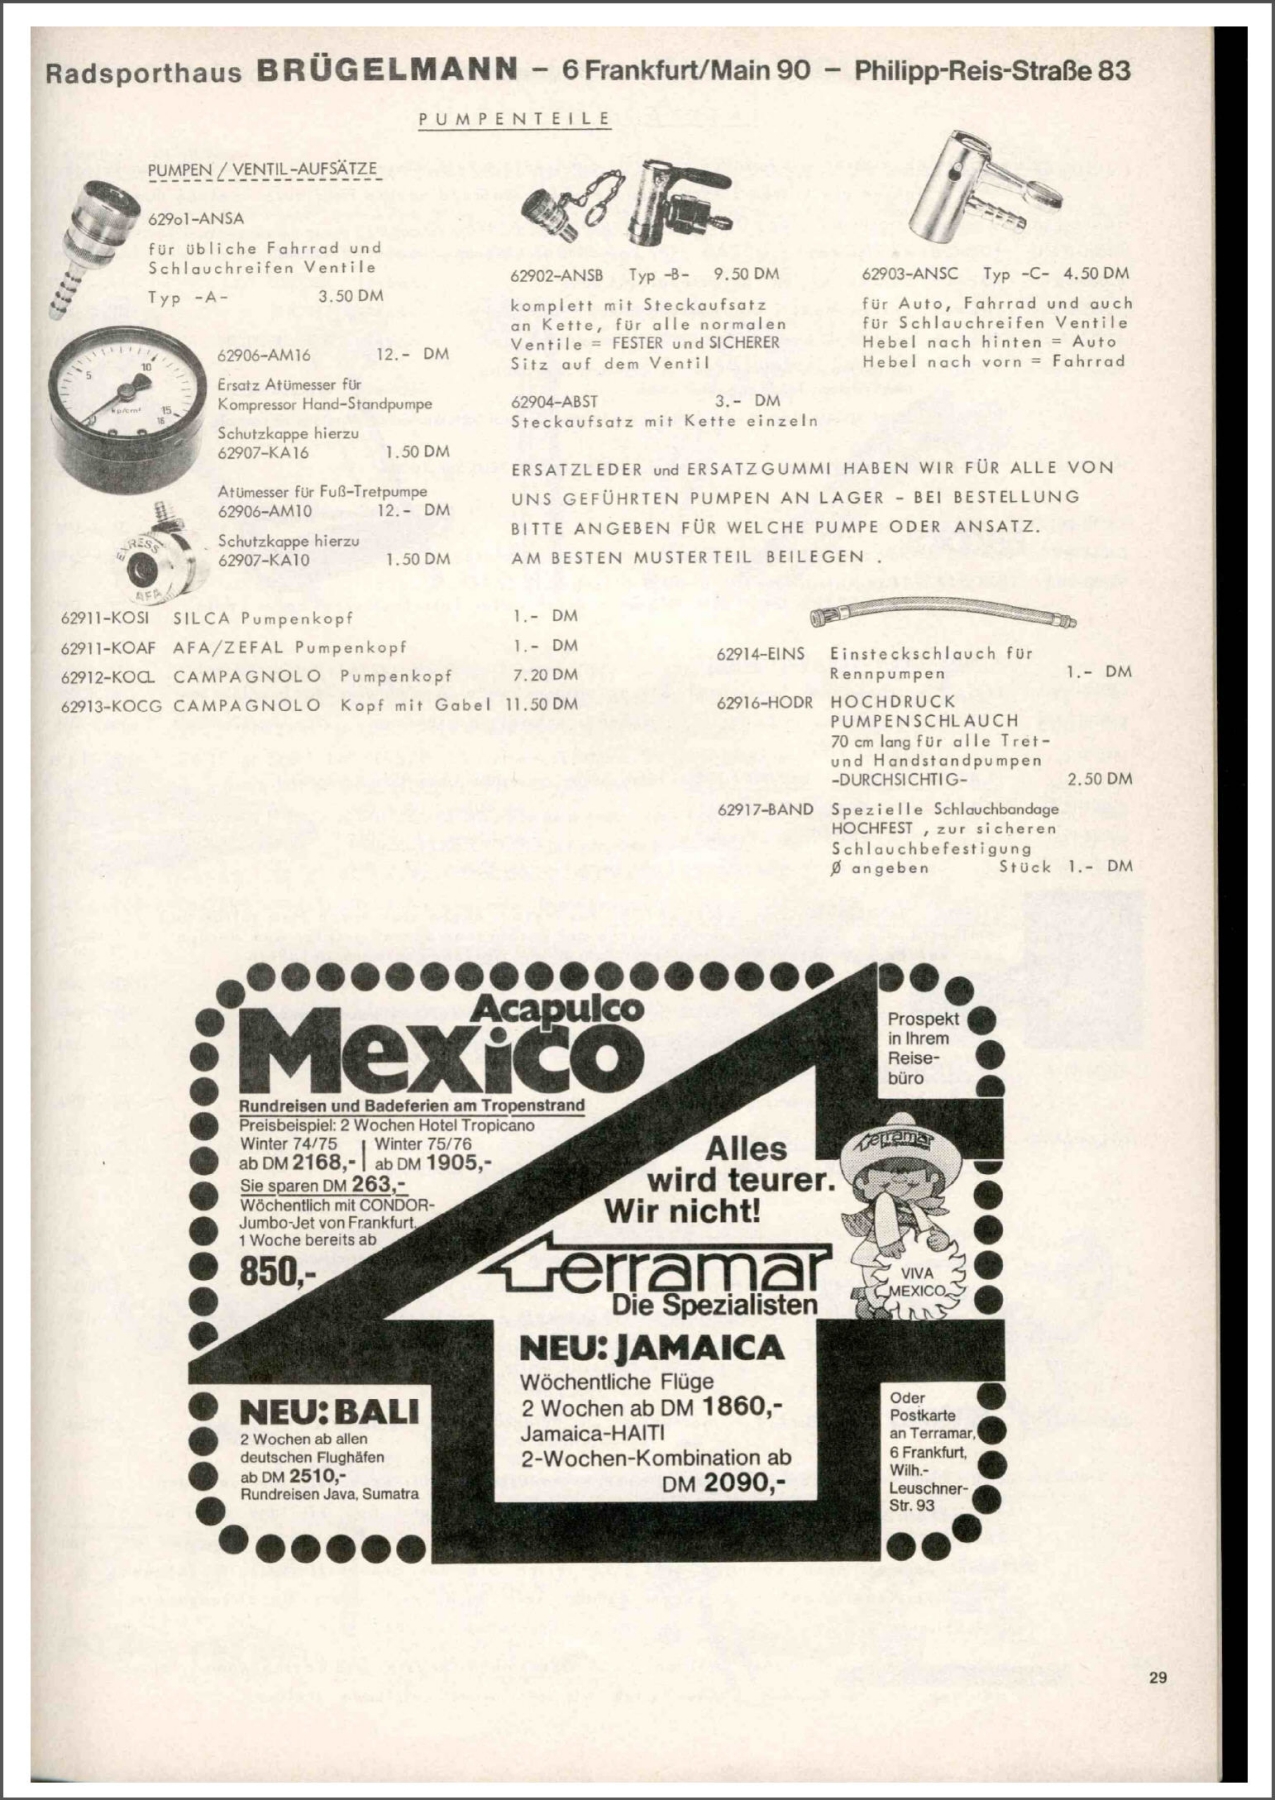 Radsporthaus BRÜGELMANN – 6 Frankfurt/Main 90 – Philipp-Reis-Straße 83
PUMPENTEILE
PUMPEN / VENTIL-AUFSÄTZE
629o1-ANSA
für übliche Fahrrad und
Schlauchreifen Ventile
Typ -A- 3.50 DM
62906-AM16 12.- DM
Ersatz Atümesser für
Kompressor Hand-Standpumpe
Schutzkappe hierzu
62907-KA16 1.50 DM
Atümesser für Fuß-Tretpumpe
62906-AM10 12.- DM
Schutzkappe hierzu
62907-KA10 1.50 DM
5
10
15
16
kp/cm²
AFA
62902-ANSB Typ -B- 9.50 DM
komplett mit Steckaufsatz
an Kette, für alle normalen
Ventile = FESTER und SICHERER
Sitz auf dem Ventil
62904-ABST 3.- DM
Steckaufsatz mit Kette einzeln
62903-ANSC Typ -C- 4.50 DM
für Auto, Fahrrad und auch
für Schlauchreifen Ventile
Hebel nach hinten = Auto
Hebel nach vorn = Fahrrad
ERSATZLEDER und ERSATZGUMMI HABEN WIR FÜR ALLE VON
UNS GEFÜHRTEN PUMPEN AN LAGER – BEI BESTELLUNG
BITTE ANGEBEN FÜR WELCHE PUMPE ODER ANSATZ.
AM BESTEN MUSTERTEIL BEILEGEN .
62911-KOSI SILCA Pumpenkopf 1.- DM
62911-KOAF AFA/ZEFAL Pumpenkopf 1.- DM
62912-KOCL CAMPAGNOLO Pumpenkopf 7.20 DM
62913-KOCG CAMPAGNOLO Kopf mit Gabel 11.50 DM
62914-EINS Einsteckschlauch für
Rennpumpen 1.- DM
62916-HODR HOCHDRUCK
PUMPENSCHLAUCH
70 cm lang für alle Tret-
und Handstandpumpen
-DURCHSICHTIG- 2.50 DM
62917-BAND Spezielle Schlauchbandage
HOCHFEST , zur sicheren
Schlauchbefestigung
Ø angeben Stück 1.- DM
Acapulco
Mexico
Rundreisen und Badeferien am Tropenstrand
Preisbeispiel: 2 Wochen Hotel Tropicano
Winter 74/75 | Winter 75/76
ab DM 2168,- | ab DM 1905,-
Sie sparen DM 263,-
Wöchentlich mit CONDOR-
Jumbo-Jet von Frankfurt.
1 Woche bereits ab
850,-
Prospekt
in Ihrem
Reise-
büro
Alles
wird teurer.
Wir nicht!
terramar
Die Spezialisten
terramar
VIVA
MEXICO
NEU: JAMAICA
Wöchentliche Flüge
2 Wochen ab DM 1860,-
Jamaica-HAITI
2-Wochen-Kombination ab
DM 2090,-
NEU: BALI
2 Wochen ab allen
deutschen Flughäfen
ab DM 2510,-
Rundreisen Java, Sumatra
Oder
Postkarte
an Terramar,
6 Frankfurt,
Wilh.-
Leuschner-
Str. 93
29